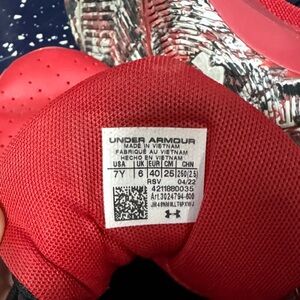 UNDER ARMOUR
MADE IN VIETNAM
FABRIQUÉ AU VIETNAM
HECHO EN VIETNAM
USA UK EUR CM CHN
7Y 6 40 25 250 (2.5)
RSV 04/22
4211880035
Art.3024794-600